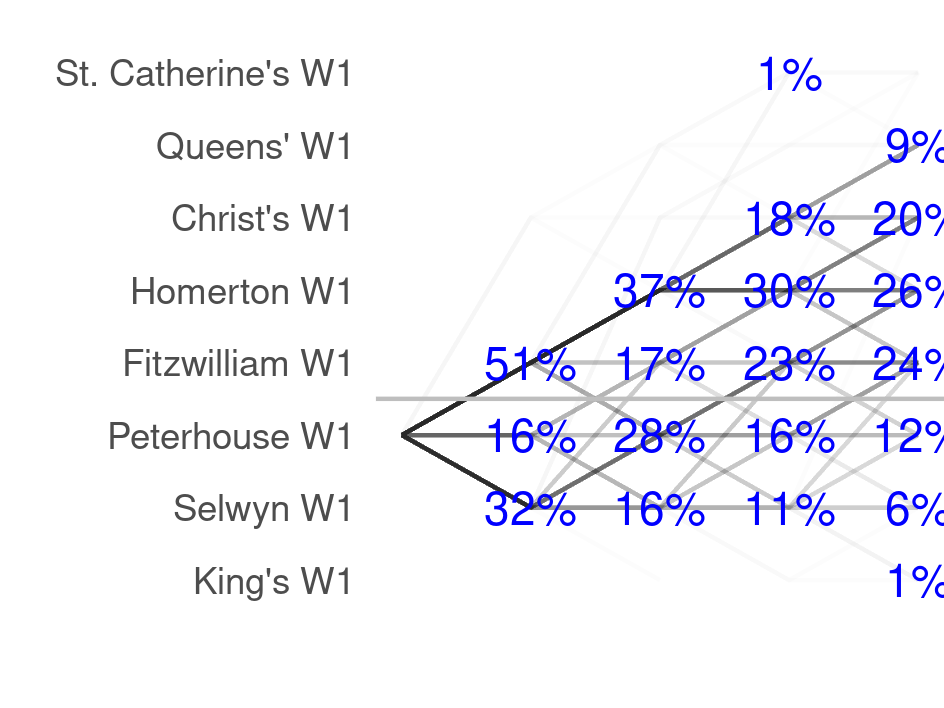 St. Catherine's W1 1%
Queens' W1 9%
Christ's W1 18% 20%
Homerton W1 37% 30% 26%
Fitzwilliam W1 51% 17% 23% 24%
Peterhouse W1 16% 28% 16% 12%
Selwyn W1 32% 16% 11% 6%
King's W1 1%